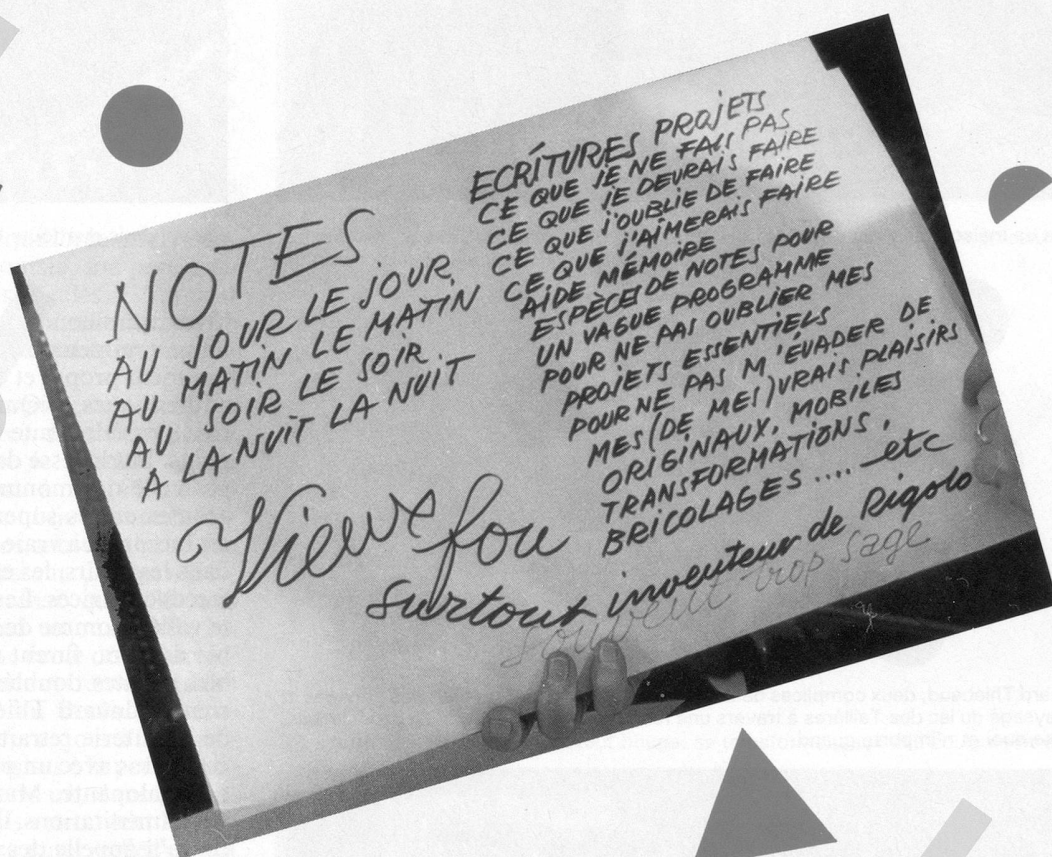 NOTES
AU JOUR LE JOUR
AU MATIN LE MATIN
AU SOIR LE SOIR
A LA NUIT LA NUIT
Vieux fou
surtout inventeur de Rigolo
souvent trop sage
ECRÍTURES PROJETS
CE QUE JE NE FAIS PAS
CE QUE JE DEVRAIS FAIRE
CE QUE J'OUBLIE DE FAIRE
CE QUE J'AIMERAIS FAIRE
AIDE MÉMOIRE
ESPÈCES DE NOTES POUR
UN VAGUE PROGRAMME
POUR NE PAS OUBLIER MES
PROJETS ESSENTIELS
POUR NE PAS M'ÉVADER DE
MES (DE MES) VRAIS PLAISIRS
ORIGINAUX, MOBILES
TRANSFORMATIONS,
BRICOLAGES .... etc